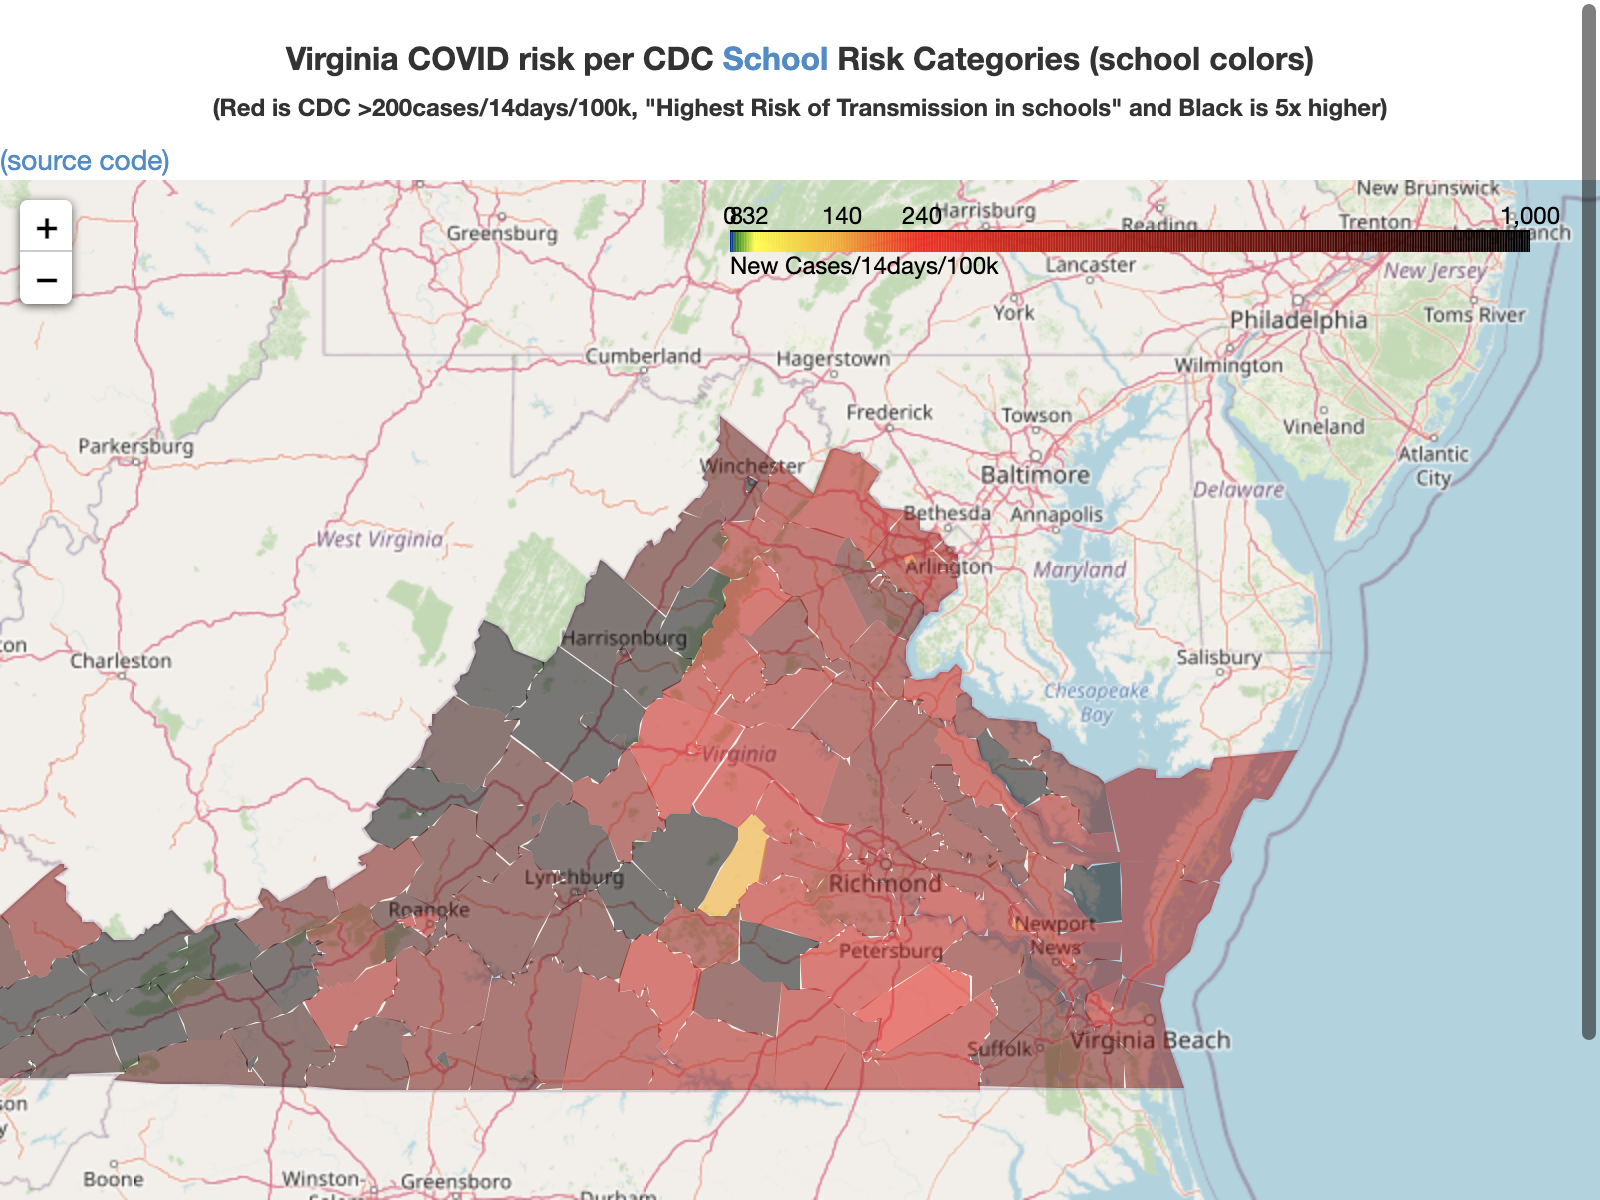 Virginia COVID risk per CDC School Risk Categories (school colors)
(Red is CDC >200cases/14days/100k, "Highest Risk of Transmission in schools" and Black is 5x higher)
(source code)
+
−
New Brunswick
0 8 32 140 240 1,000
Harrisburg
Reading
Trenton
Greensburg
New Cases/14days/100k
Lancaster
New Jersey
York
Philadelphia
Toms River
Cumberland
Hagerstown
Wilmington
Frederick
Towson
Vineland
Parkersburg
Atlantic
City
Winchester
Baltimore
Delaware
Bethesda
Annapolis
West Virginia
Arlington
Maryland
Harrisonburg
Charleston
Salisbury
Chesapeake
Bay
Virginia
Lynchburg
Richmond
Roanoke
Newport
News
Petersburg
Suffolk
Virginia Beach
Boone
Winston-
Greensboro
Durham